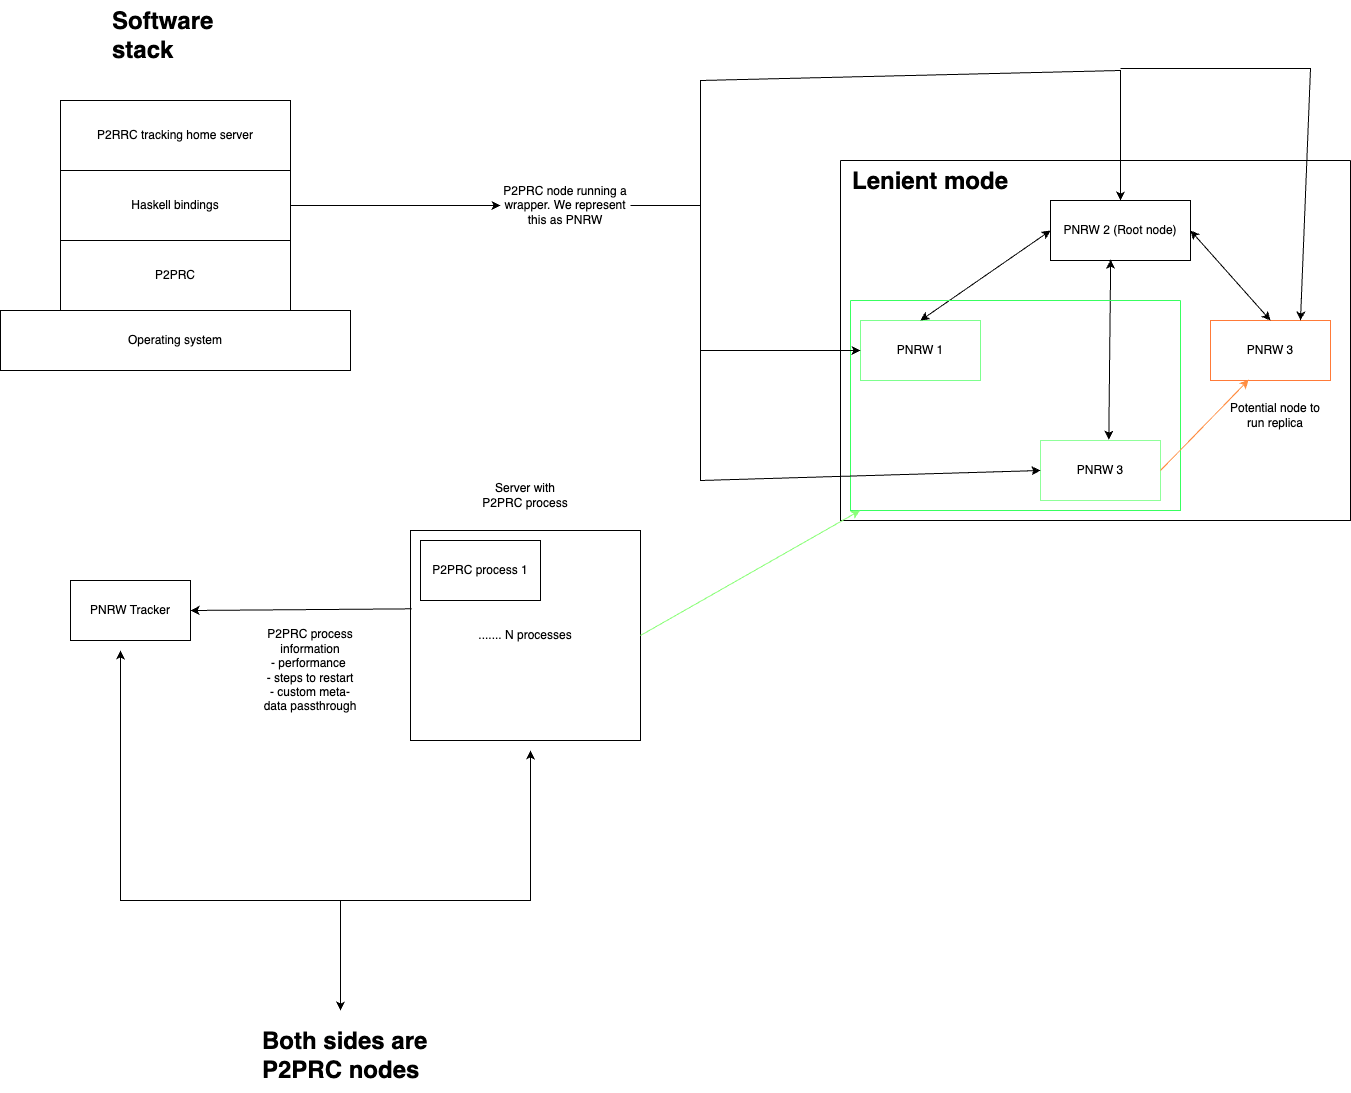 Software
stack
P2RRC tracking home server
Haskell bindings
P2PRC
Operating system
P2PRC node running a
wrapper. We represent
this as PNRW
Lenient mode
PNRW 2 (Root node)
PNRW 1
PNRW 3
Potential node to
run replica
PNRW 3
Server with
P2PRC process
P2PRC process 1
....... N processes
PNRW Tracker
P2PRC process
information
- performance
- steps to restart
- custom meta-
data passthrough
Both sides are
P2PRC nodes